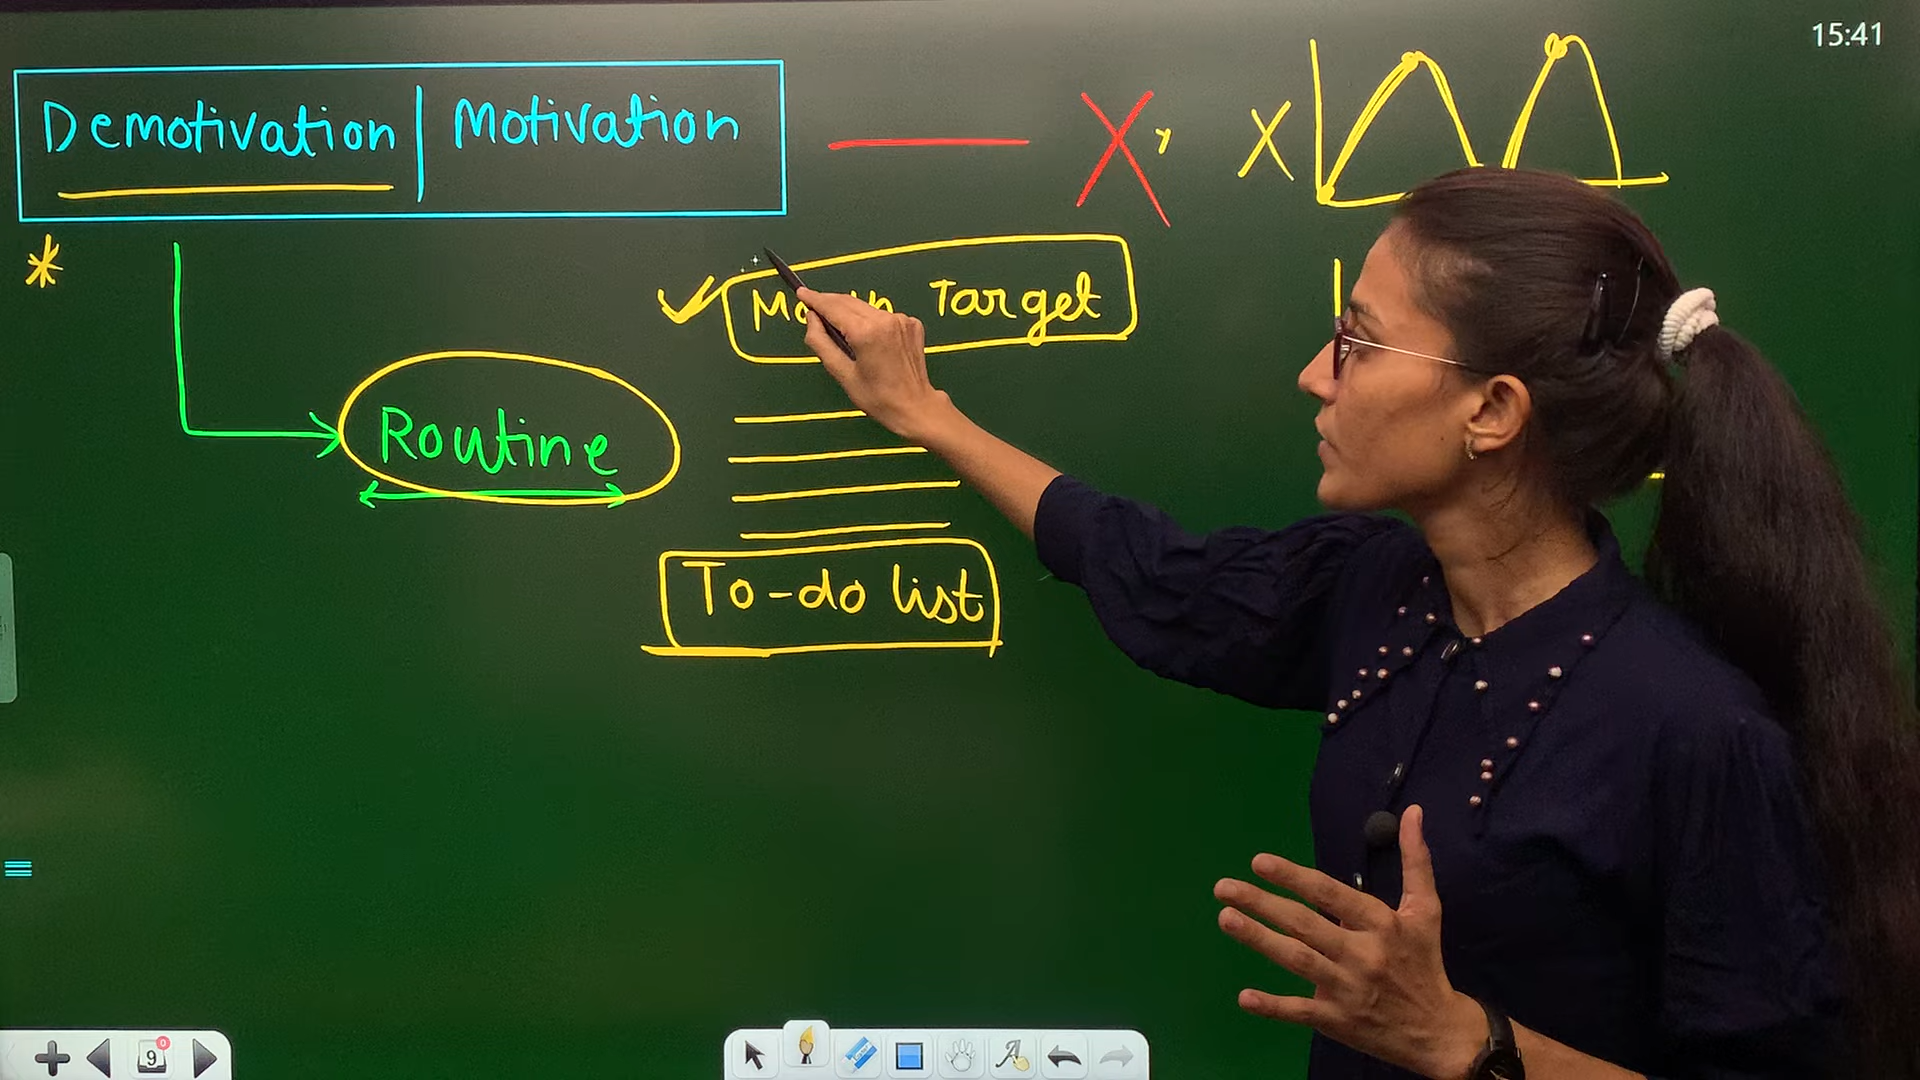 15:41
Demotivation | Motivation
X
X
Target
Routine
To-do list
9